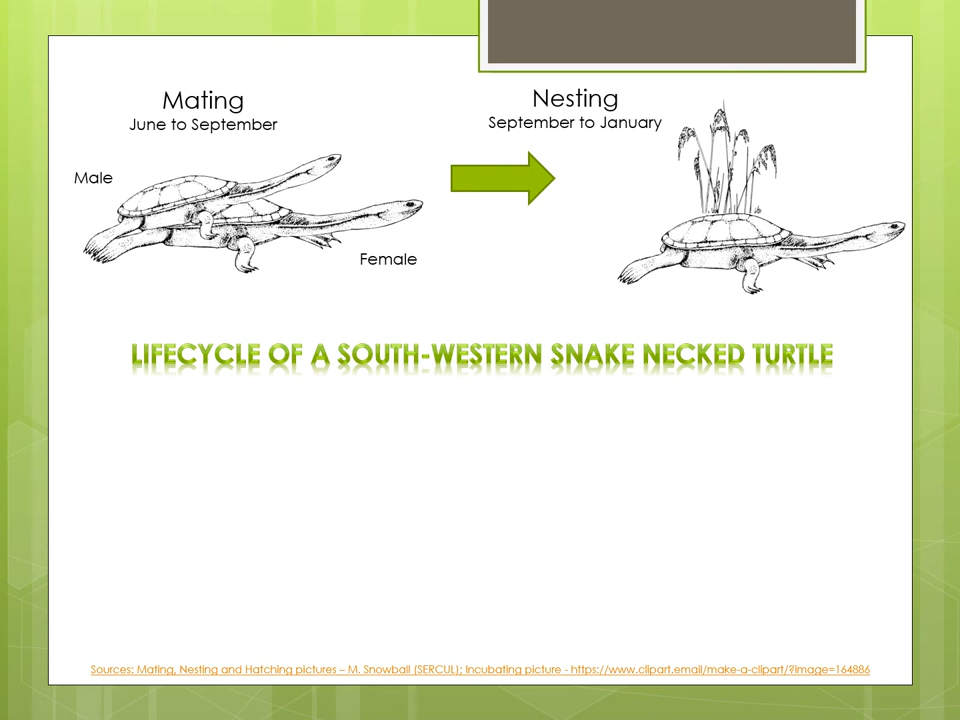 Mating
June to September
Nesting
September to January
Male
Female
LIFECYCLE OF A SOUTH-WESTERN SNAKE NECKED TURTLE
Sources: Mating, Nesting and Hatching pictures – M. Snowball (SERCUL); Incubating picture - https://www.clipart.email/make-a-clipart/?image=164886